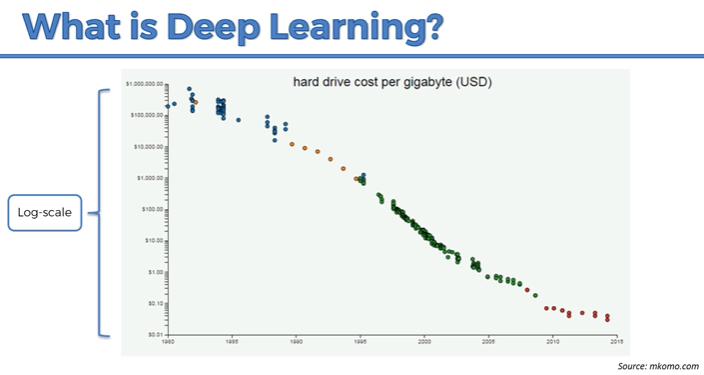 What is Deep Learning?
hard drive cost per gigabyte (USD)
$1,000,000.00
$100,000.00
$10,000.00
$1,000.00
$100.00
$10.00
$1.00
$0.10
$0.01
Log-scale
1980 1985 1990 1995 2000 2005 2010 2015
Source: mkomo.com